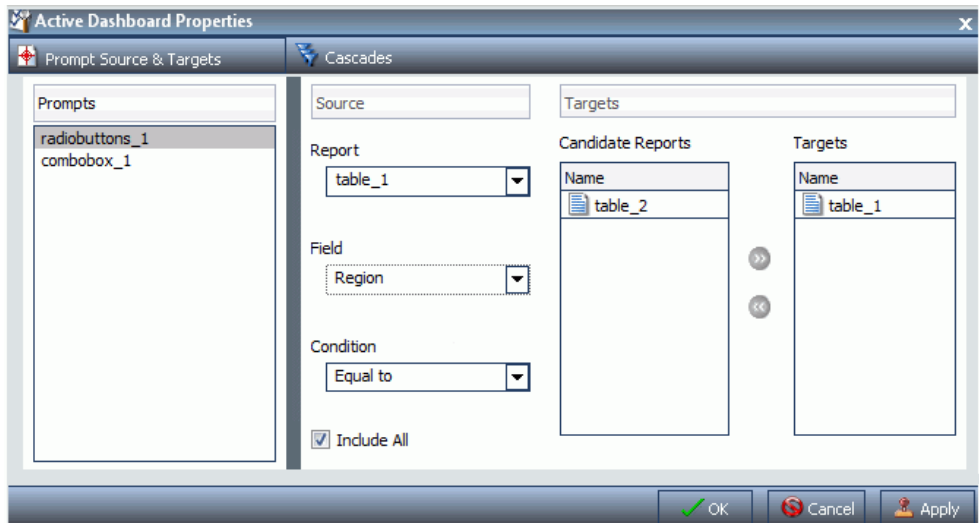 Active Dashboard Properties
x
Prompt Source & Targets
Cascades
Prompts
radiobuttons_1
combobox_1
Source
Report
table_1
Field
Region
Condition
Equal to
Include All
Targets
Candidate Reports
Name
table_2
Targets
Name
table_1
OK
Cancel
Apply